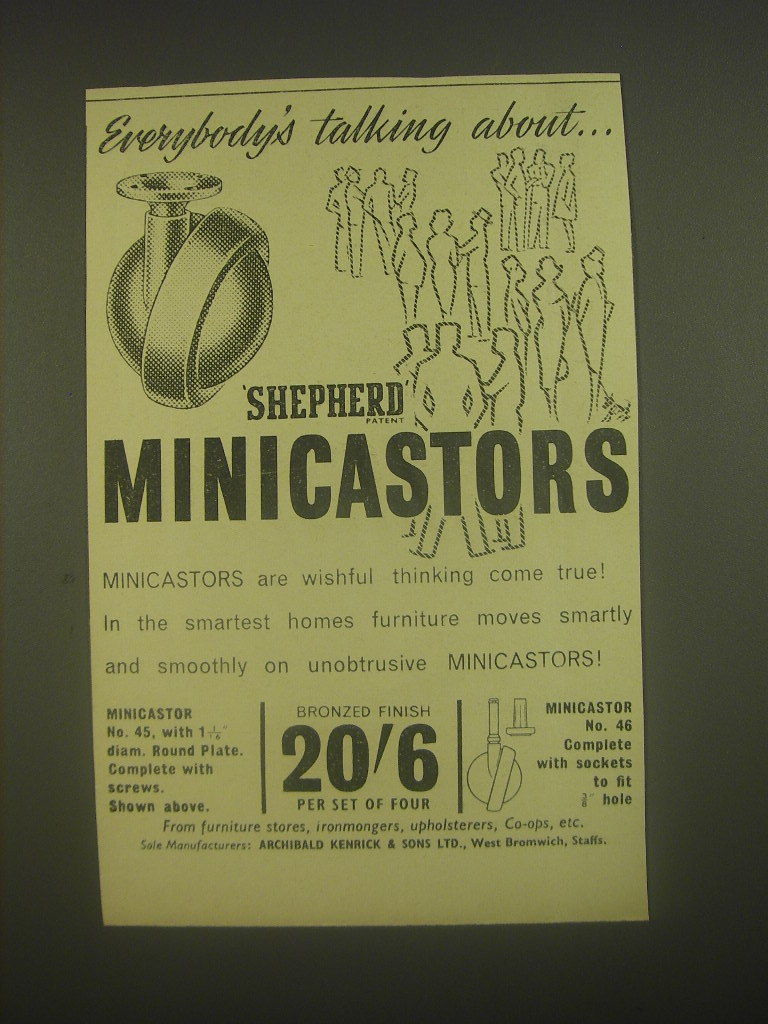 Everybody's talking about...
'SHEPHERD'
PATENT
MINICASTORS
MINICASTORS are wishful thinking come true!
In the smartest homes furniture moves smartly
and smoothly on unobtrusive MINICASTORS!
MINICASTOR
No. 45, with 1 1/16"
diam. Round Plate.
Complete with
screws.
Shown above.
BRONZED FINISH
20/6
PER SET OF FOUR
MINICASTOR
No. 46
Complete
with sockets
to fit
3/8" hole
From furniture stores, ironmongers, upholsterers, Co-ops, etc.
Sole Manufacturers: ARCHIBALD KENRICK & SONS LTD., West Bromwich, Staffs.